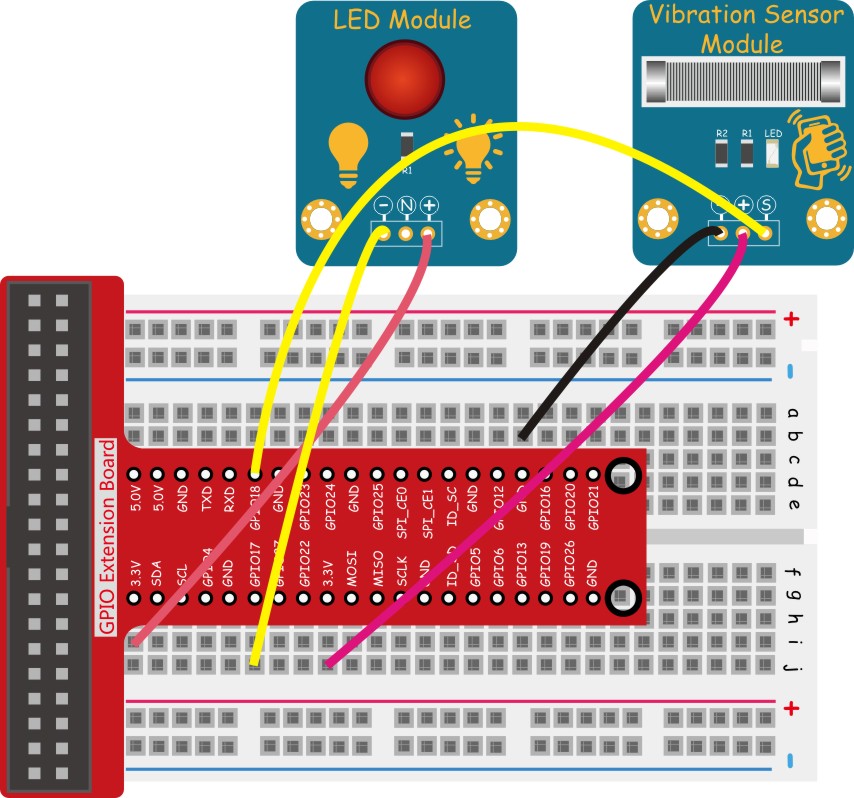 LED Module
Vibration Sensor
Module
R1
R2 R1 LED
- N +
- + S
+
-
a
b
c
d
e
GPIO Extension Board
5.0V 5.0V GND TXD RXD GPIO18 GND GPIO23 GPIO24 GND GPIO25 SPI_CE0 SPI_CE1 ID_SC GND GPIO12 GND GPIO16 GPIO20 GPIO21
3.3V SDA SCL GPIO4 GND GPIO17 GPIO27 GPIO22 3.3V MOSI MISO SCLK GND ID_SD GPIO5 GPIO6 GPIO13 GPIO19 GPIO26 GND
f
g
h
i
j
+
-